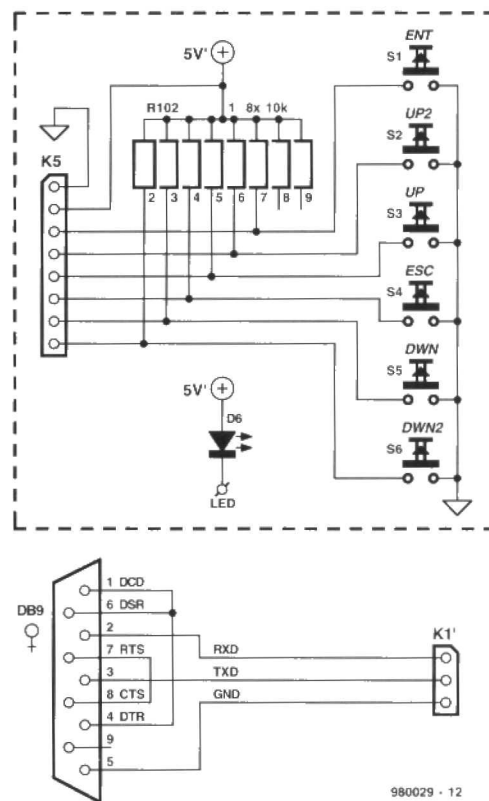 ENT
S1
5V'
R102 1 8x 10k
UP2
S2
K5
2 3 4 5 6 7 8 9
UP
S3
ESC
S4
5V'
D6
DWN
S5
LED
DWN2
S6
1 DCD
6 DSR
DB9
2
7 RTS
RXD
K1'
3
TXD
8 CTS
GND
4 DTR
9
5
980029 - 12